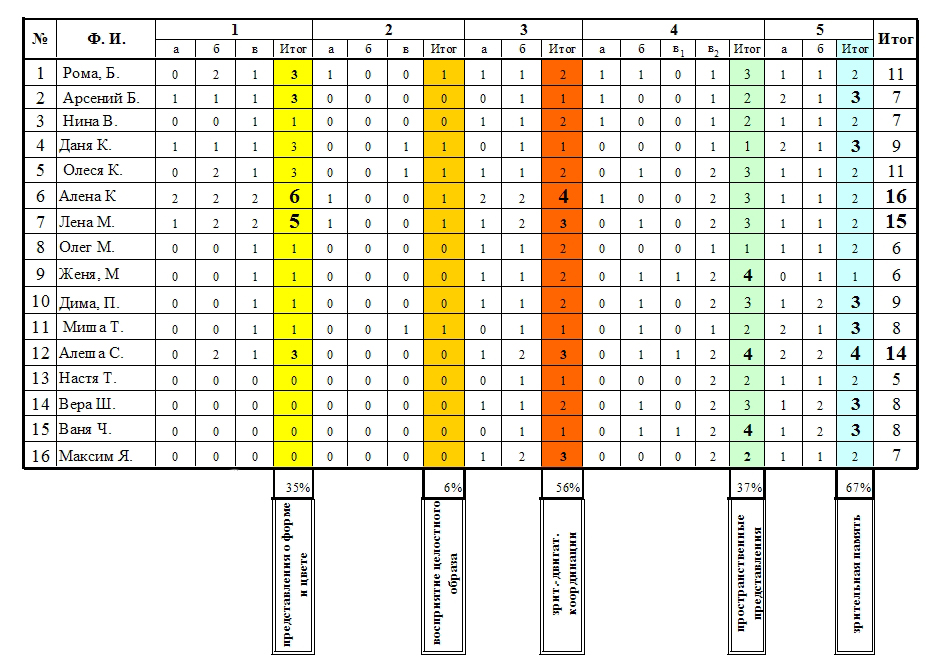 № Ф. И. 1 2 3 4 5 Итог
а б в Итог а б в Итог а б Итог а б в1 в2 Итог а б Итог
1 Рома, Б. 0 2 1 3 1 0 0 1 1 1 2 1 1 0 1 3 1 1 2 11
2 Арсений Б. 1 1 1 3 0 0 0 0 0 1 1 1 0 0 1 2 2 1 3 7
3 Нина В. 0 0 1 1 0 0 0 0 1 1 2 1 0 0 1 2 1 1 2 7
4 Даня К. 1 1 1 3 0 0 1 1 0 1 1 0 0 0 1 1 2 1 3 9
5 Олеся К. 0 2 1 3 0 0 1 1 1 1 2 0 1 0 2 3 1 1 2 11
6 Алена К 2 2 2 6 1 0 0 1 2 2 4 1 0 0 2 3 1 1 2 16
7 Лена М. 1 2 2 5 1 0 0 1 1 2 3 0 1 0 2 3 1 1 2 15
8 Олег М. 0 0 1 1 0 0 0 0 1 1 2 0 0 0 1 1 1 1 2 6
9 Женя, М 0 0 1 1 0 0 0 0 1 1 2 0 1 1 2 4 0 1 1 6
10 Дима, П. 0 0 1 1 0 0 0 0 1 1 2 0 1 0 2 3 1 2 3 9
11 Миша Т. 0 0 1 1 0 0 1 1 0 1 1 0 1 0 1 2 2 1 3 8
12 Алеша С. 0 2 1 3 0 0 0 0 1 2 3 0 1 1 2 4 2 2 4 14
13 Настя Т. 0 0 0 0 0 0 0 0 0 1 1 0 0 0 2 2 1 1 2 5
14 Вера Ш. 0 0 0 0 0 0 0 0 1 1 2 0 1 0 2 3 1 2 3 8
15 Ваня Ч. 0 0 0 0 0 0 0 0 0 1 1 0 1 1 2 4 1 2 3 8
16 Максим Я. 0 0 0 0 0 0 0 0 1 2 3 0 0 0 2 2 1 1 2 7
35% 6% 56% 37% 67%
представления о форме
и цвете
восприятие целостного
образа
зрит.-двигат.
координации
пространственные
представления
зрительная память